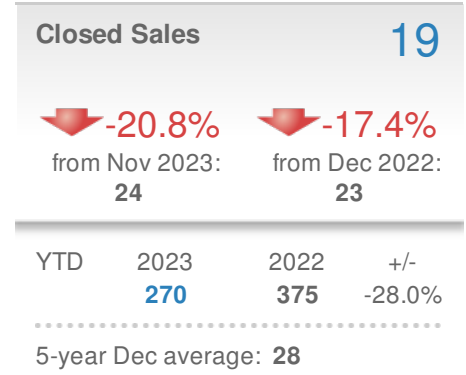 Closed Sales 19
-20.8% -17.4%
from Nov 2023: from Dec 2022:
24 23
YTD 2023 2022 +/-
270 375 -28.0%
5-year Dec average: 28